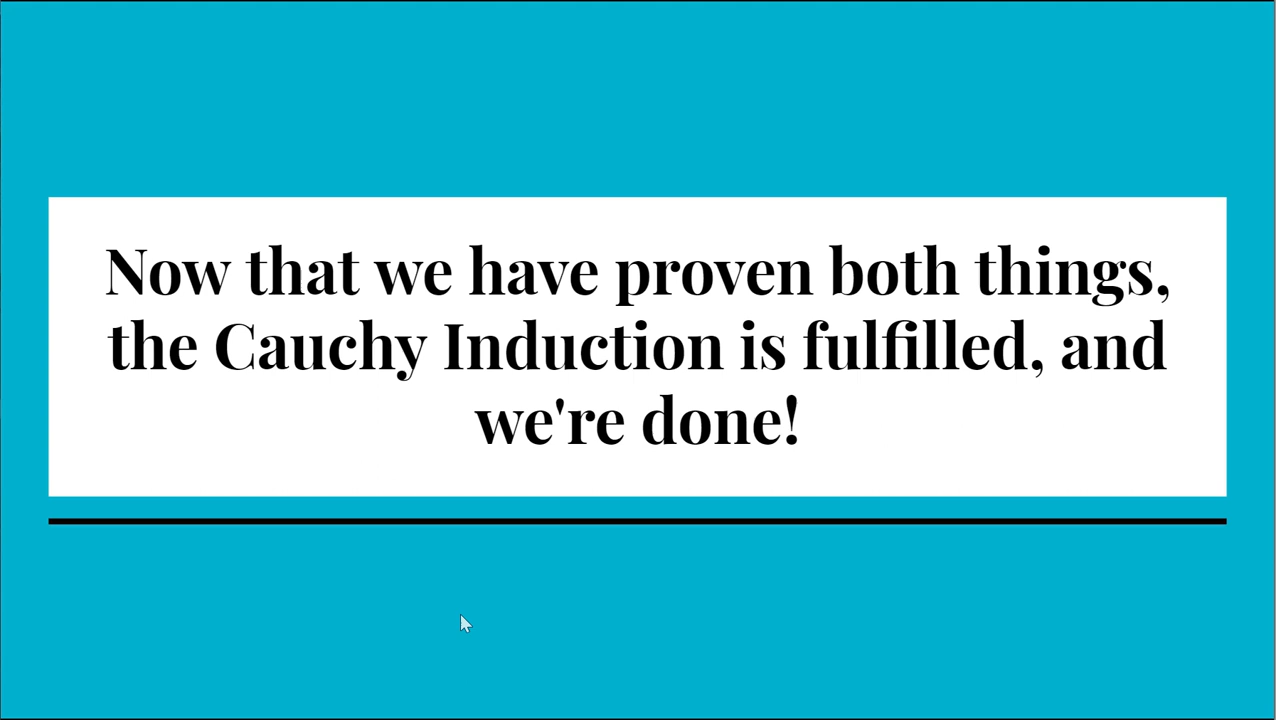 Now that we have proven both things,
the Cauchy Induction is fulfilled, and
we're done!